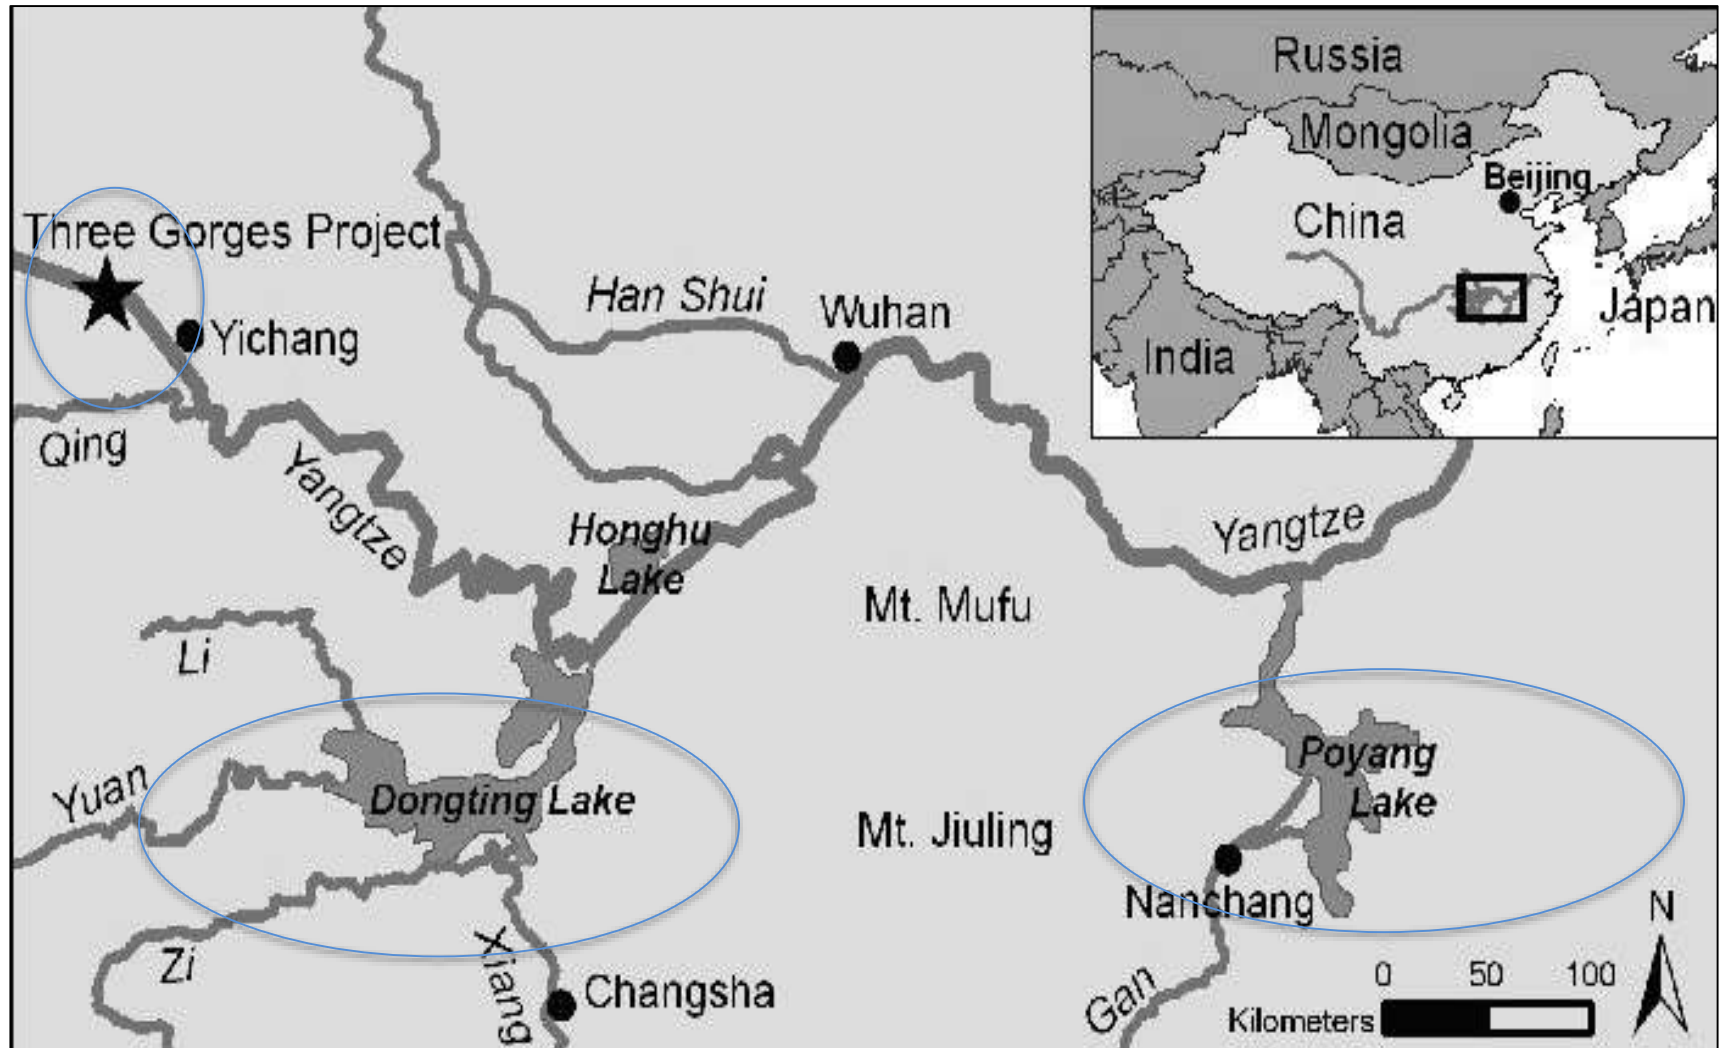 Russia
Mongolia
Beijing
China
Japan
India
Three Gorges Project
Yichang
Han Shui
Wuhan
Qing
Yangtze
Honghu
Lake
Yangtze
Mt. Mufu
Li
Yuan
Dongting Lake
Poyang
Lake
Mt. Jiuling
Nanchang
Zi
Xiang
Changsha
Gan
N
0 50 100
Kilometers